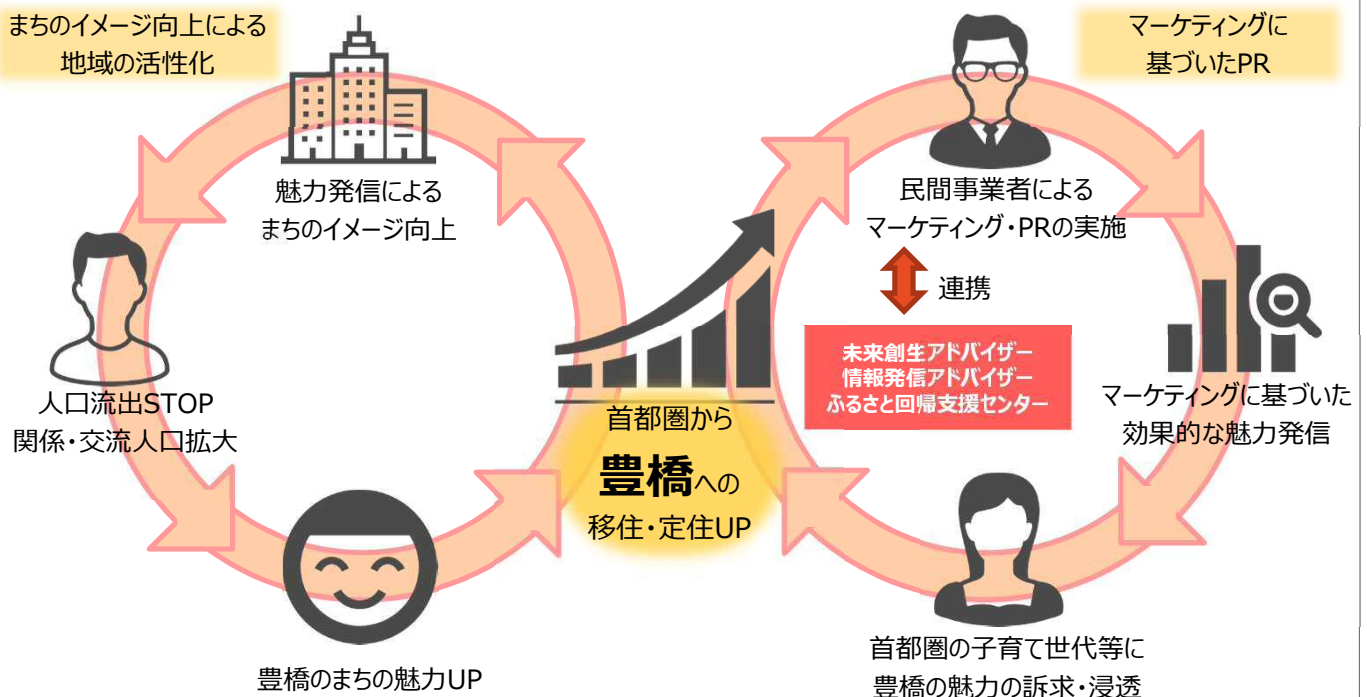 まちのイメージ向上による
地域の活性化
魅力発信による
まちのイメージ向上
人口流出STOP
関係・交流人口拡大
豊橋のまちの魅力UP
首都圏から
豊橋への
移住・定住UP
マーケティングに
基づいたPR
民間事業者による
マーケティング・PRの実施
連携
未来創生アドバイザー
情報発信アドバイザー
ふるさと回帰支援センター
マーケティングに基づいた
効果的な魅力発信
首都圏の子育て世代等に
豊橋の魅力の訴求・浸透